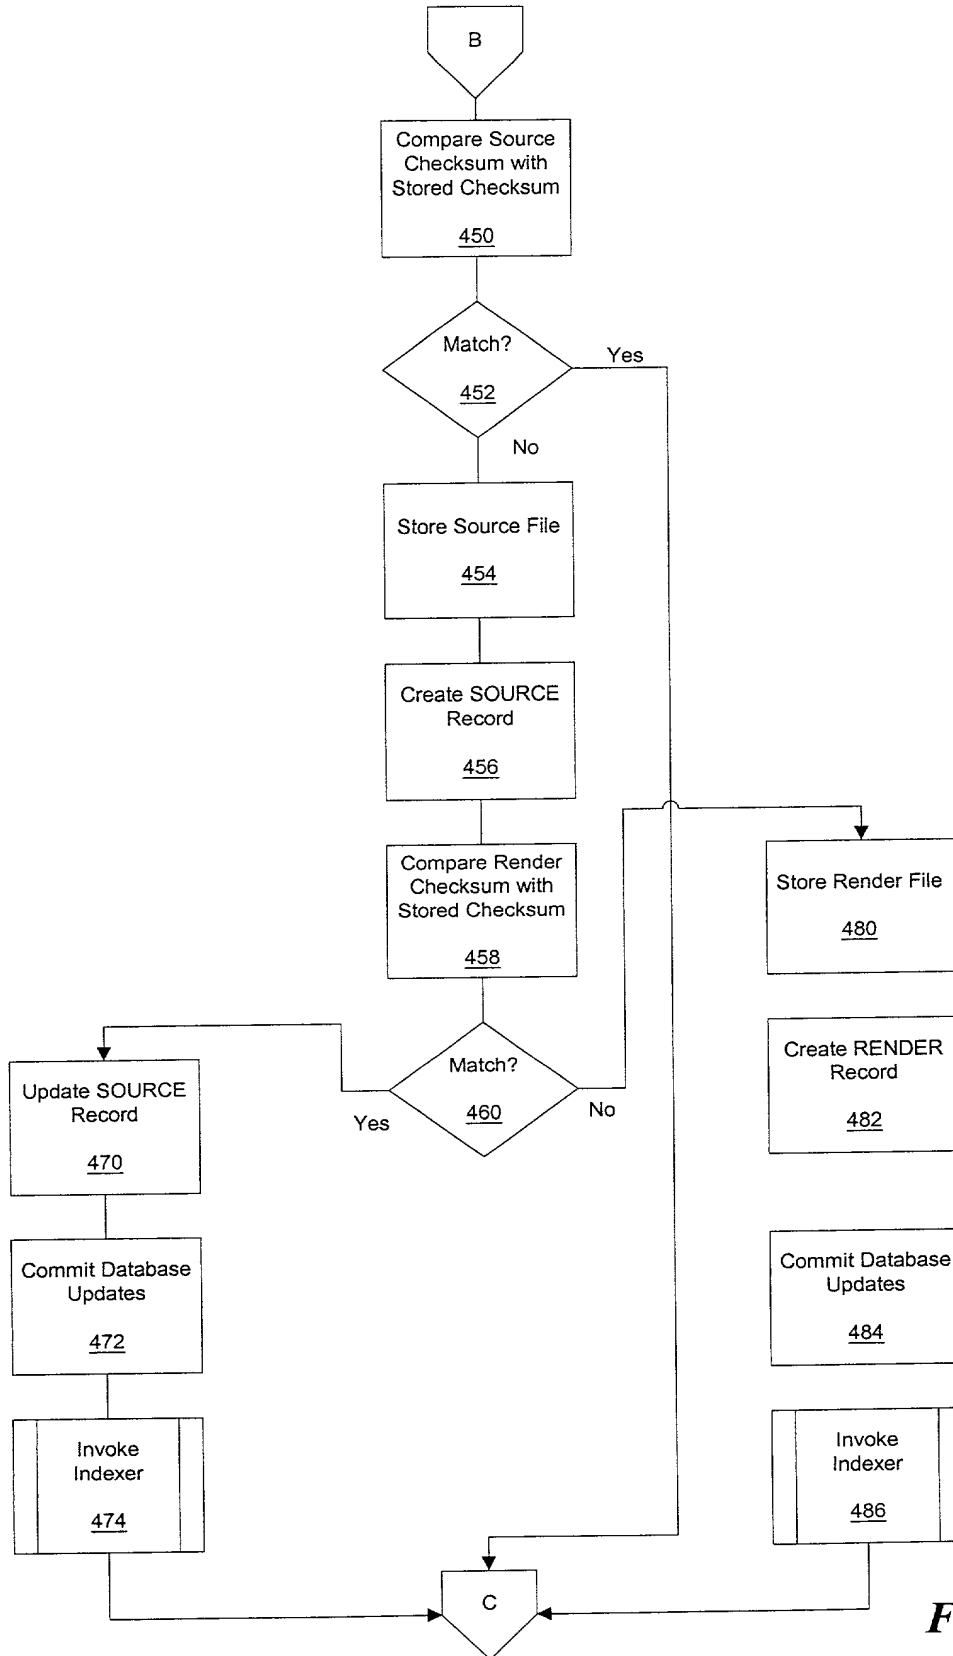 B
Compare Source
Checksum with
Stored Checksum
450
Match?
452
Yes
No
Store Source File
454
Create SOURCE
Record
456
Compare Render
Checksum with
Stored Checksum
458
Match?
460
Yes
No
Update SOURCE
Record
470
Commit Database
Updates
472
Invoke
Indexer
474
Store Render File
480
Create RENDER
Record
482
Commit Database
Updates
484
Invoke
Indexer
486
C
F